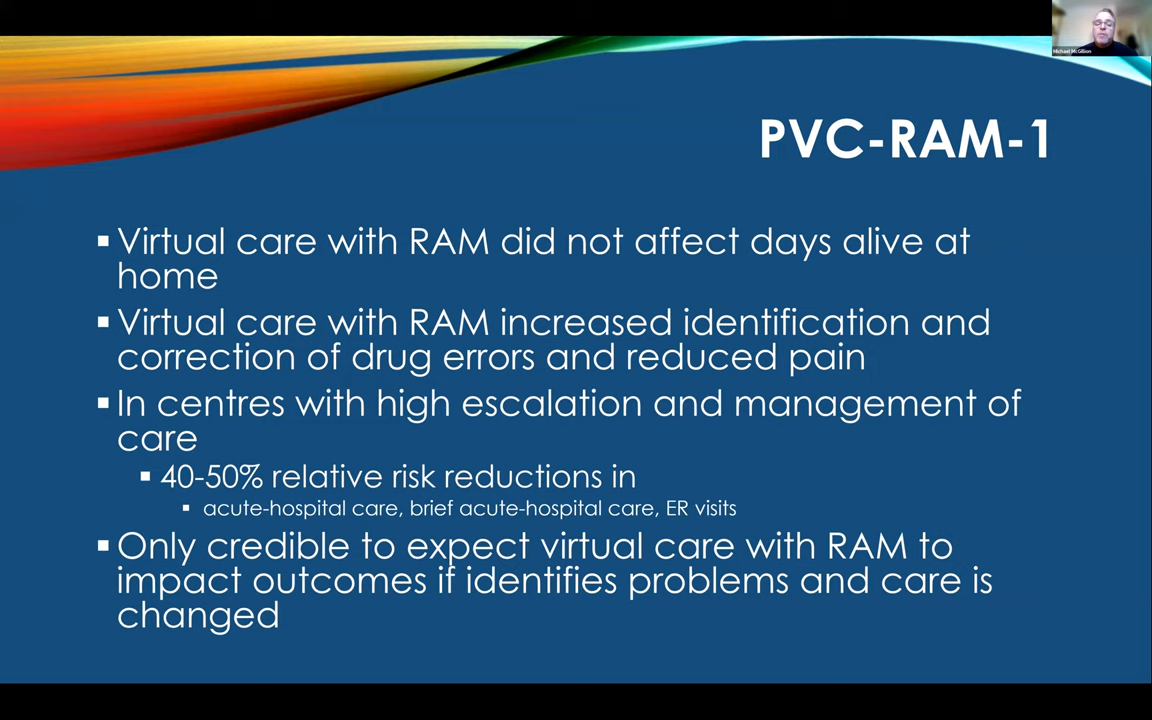 Michael McGillion
PVC-RAM-1
▪ Virtual care with RAM did not affect days alive at
home
▪ Virtual care with RAM increased identification and
correction of drug errors and reduced pain
▪ In centres with high escalation and management of
care
▪ 40-50% relative risk reductions in
▪ acute-hospital care, brief acute-hospital care, ER visits
▪ Only credible to expect virtual care with RAM to
impact outcomes if identifies problems and care is
changed